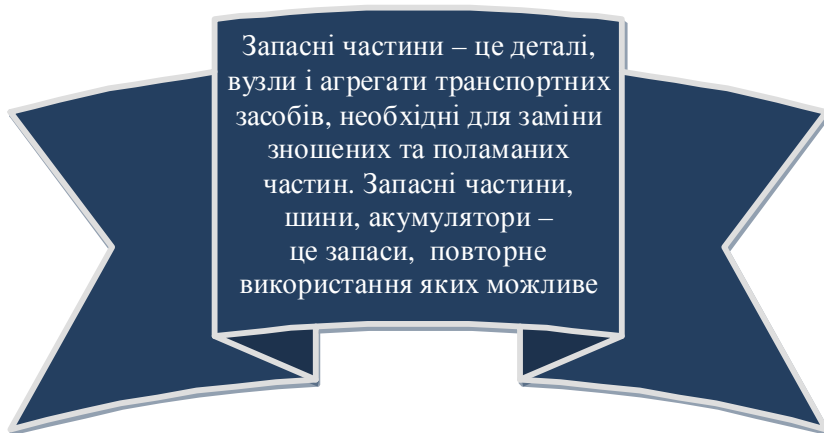 Запасні частини – це деталі,
вузли і агрегати транспортних
засобів, необхідні для заміни
зношених та поламаних
частин. Запасні частини,
шини, акумулятори –
це запаси, повторне
використання яких можливе